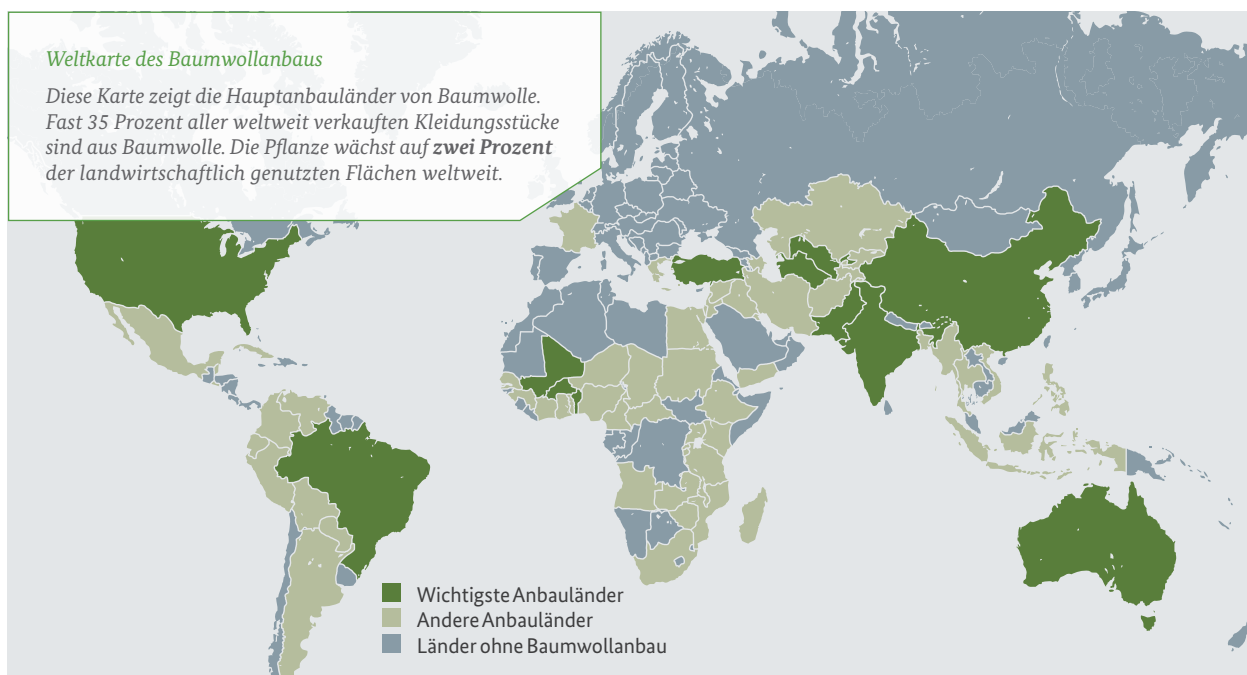 Weltkarte des Baumwollanbaus
Diese Karte zeigt die Hauptanbauländer von Baumwolle.
Fast 35 Prozent aller weltweit verkauften Kleidungsstücke
sind aus Baumwolle. Die Pflanze wächst auf zwei Prozent
der landwirtschaftlich genutzten Flächen weltweit.
Wichtigste Anbauländer
Andere Anbauländer
Länder ohne Baumwollanbau